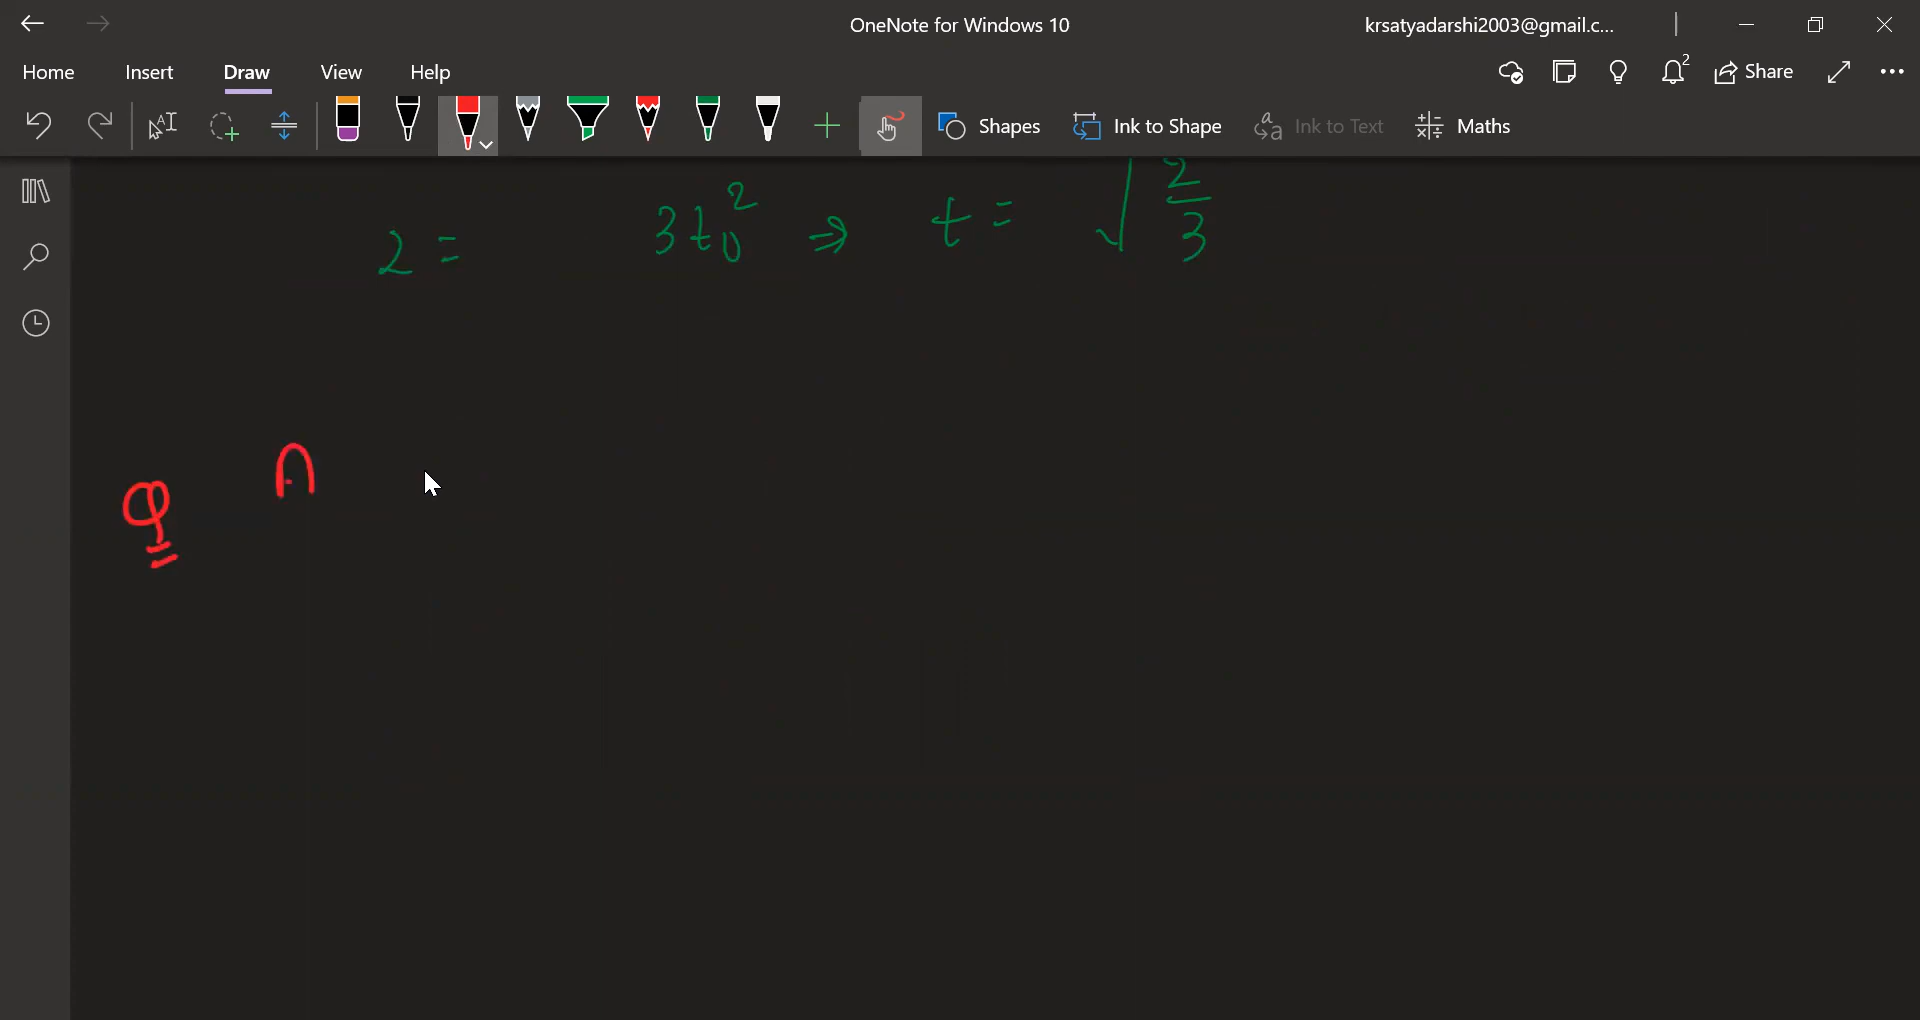 OneNote for Windows 10
krsatyadarshi2003@gmail.c...
Home Insert Draw View Help
2 Share
Shapes Ink to Shape Ink to Text Maths
2 = 3t₀² ⇒ t = √(2/3)
Q A